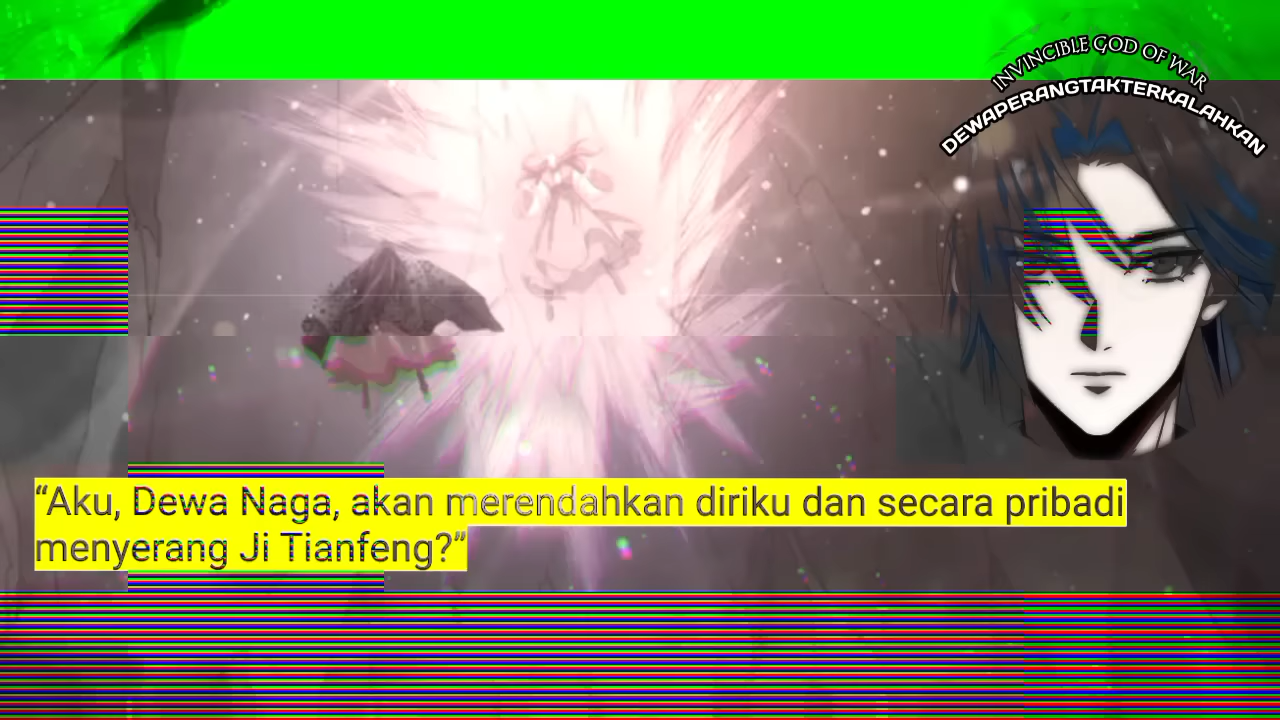 INVINCIBLE GOD OF WAR
DEWAPERANGTAKTERKALAHKAN
“Aku, Dewa Naga, akan merendahkan diriku dan secara pribadi
menyerang Ji Tianfeng?”